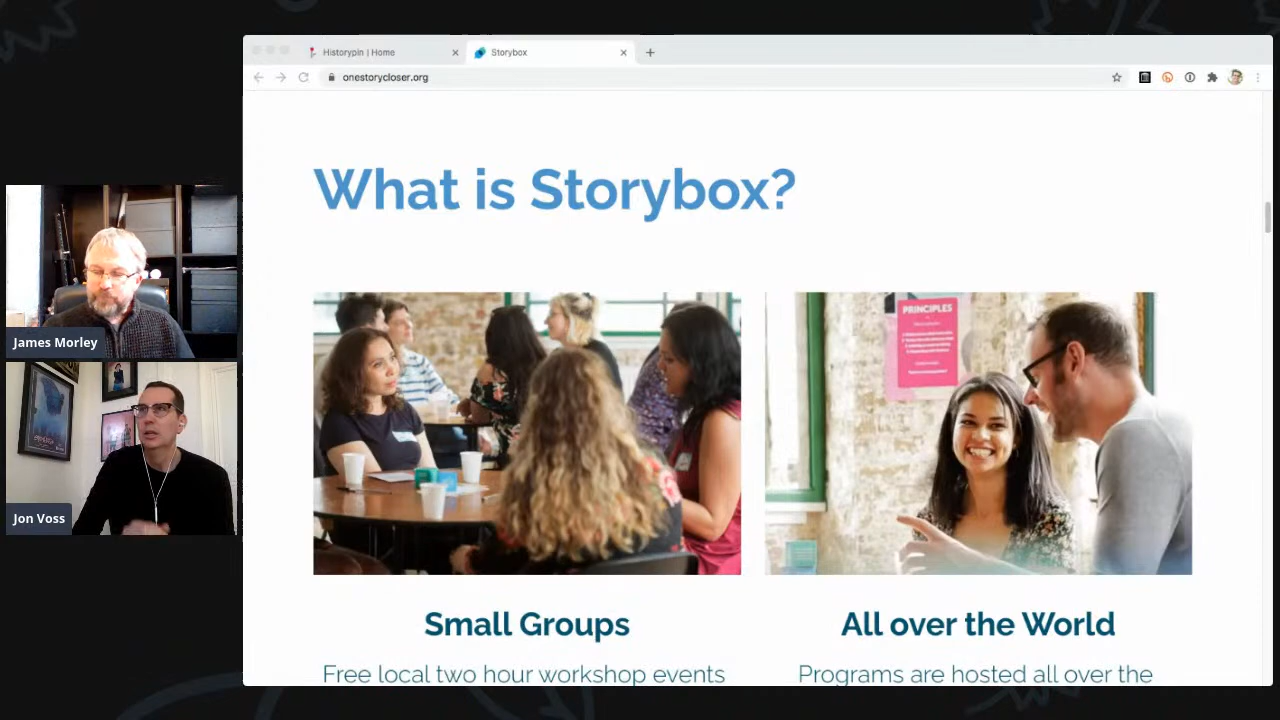 Historypin | Home
Storybox
onestorycloser.org
What is Storybox?
PRINCIPLES
James Morley
Jon Voss
Small Groups
All over the World
Free local two hour workshop events
Programs are hosted all over the